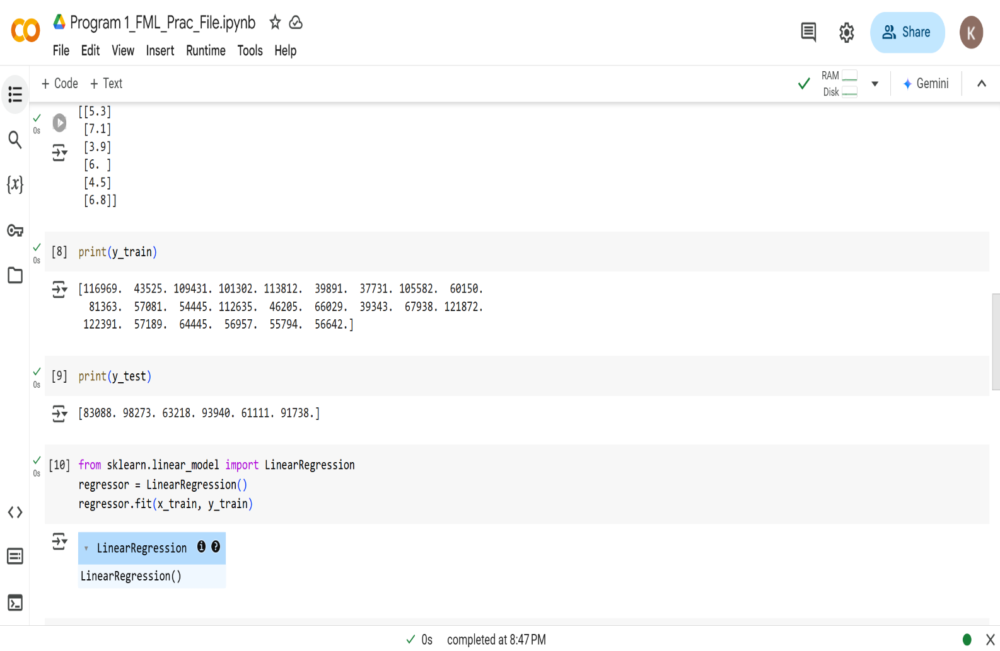 Program 1_FML_Prac_File.ipynb
File Edit View Insert Runtime Tools Help
Share
K
+ Code + Text
RAM
Disk
Gemini
0s
[[5.3]
[7.1]
[3.9]
[6. ]
[4.5]
[6.8]]
0s
[8] print(y_train)
[116969.  43525. 109431. 101302. 113812.  39891.  37731. 105582.  60150.
  81363.  57081.  54445. 112635.  46205.  66029.  39343.  67938. 121872.
 122391.  57189.  64445.  56957.  55794.  56642.]
0s
[9] print(y_test)
[83088. 98273. 63218. 93940. 61111. 91738.]
0s
[10] from sklearn.linear_model import LinearRegression
regressor = LinearRegression()
regressor.fit(x_train, y_train)
LinearRegression
LinearRegression()
0s completed at 8:47 PM